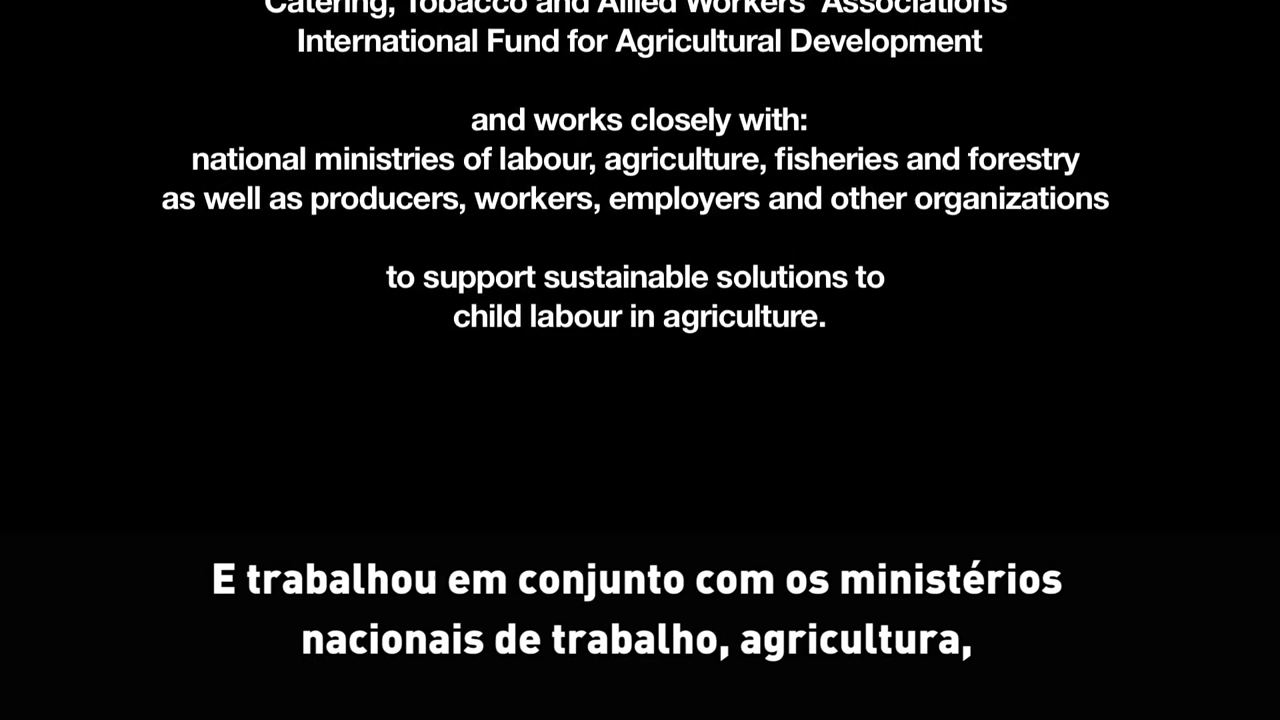 Catering, Tobacco and Allied Workers' Associations
International Fund for Agricultural Development
and works closely with:
national ministries of labour, agriculture, fisheries and forestry
as well as producers, workers, employers and other organizations
to support sustainable solutions to
child labour in agriculture.
E trabalhou em conjunto com os ministérios
nacionais de trabalho, agricultura,